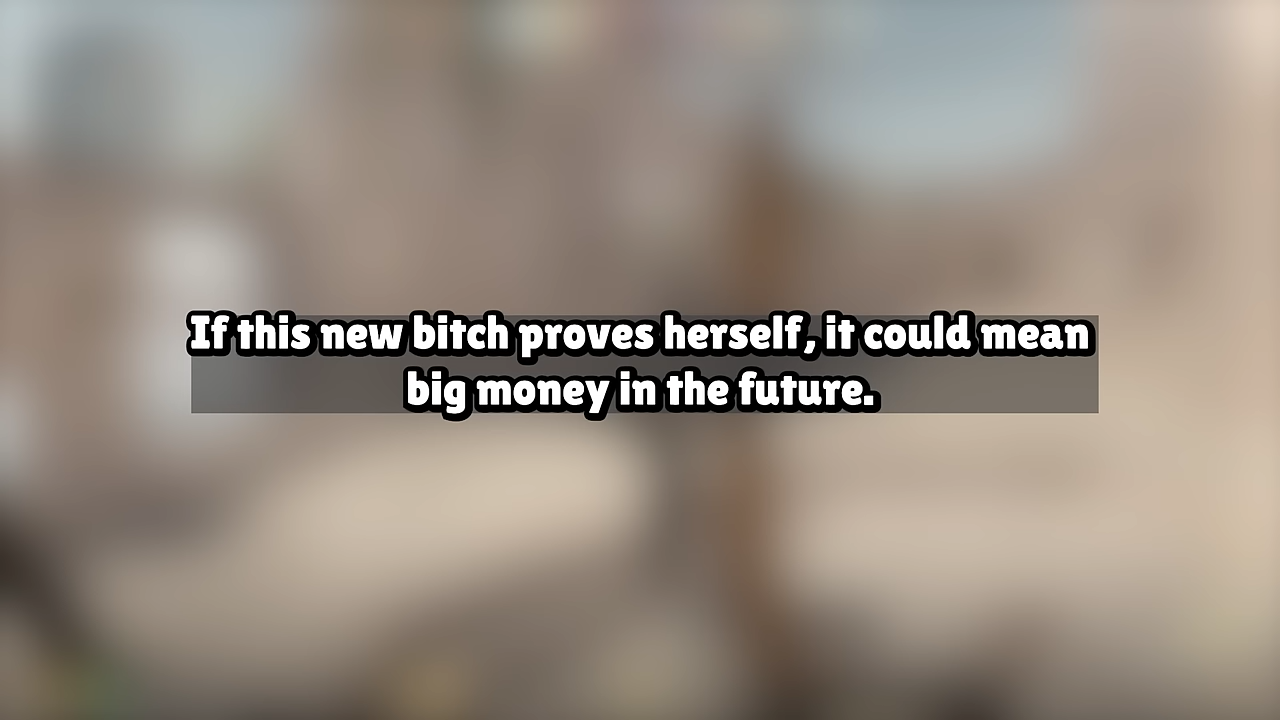 If this new bitch proves herself, it could mean
big money in the future.